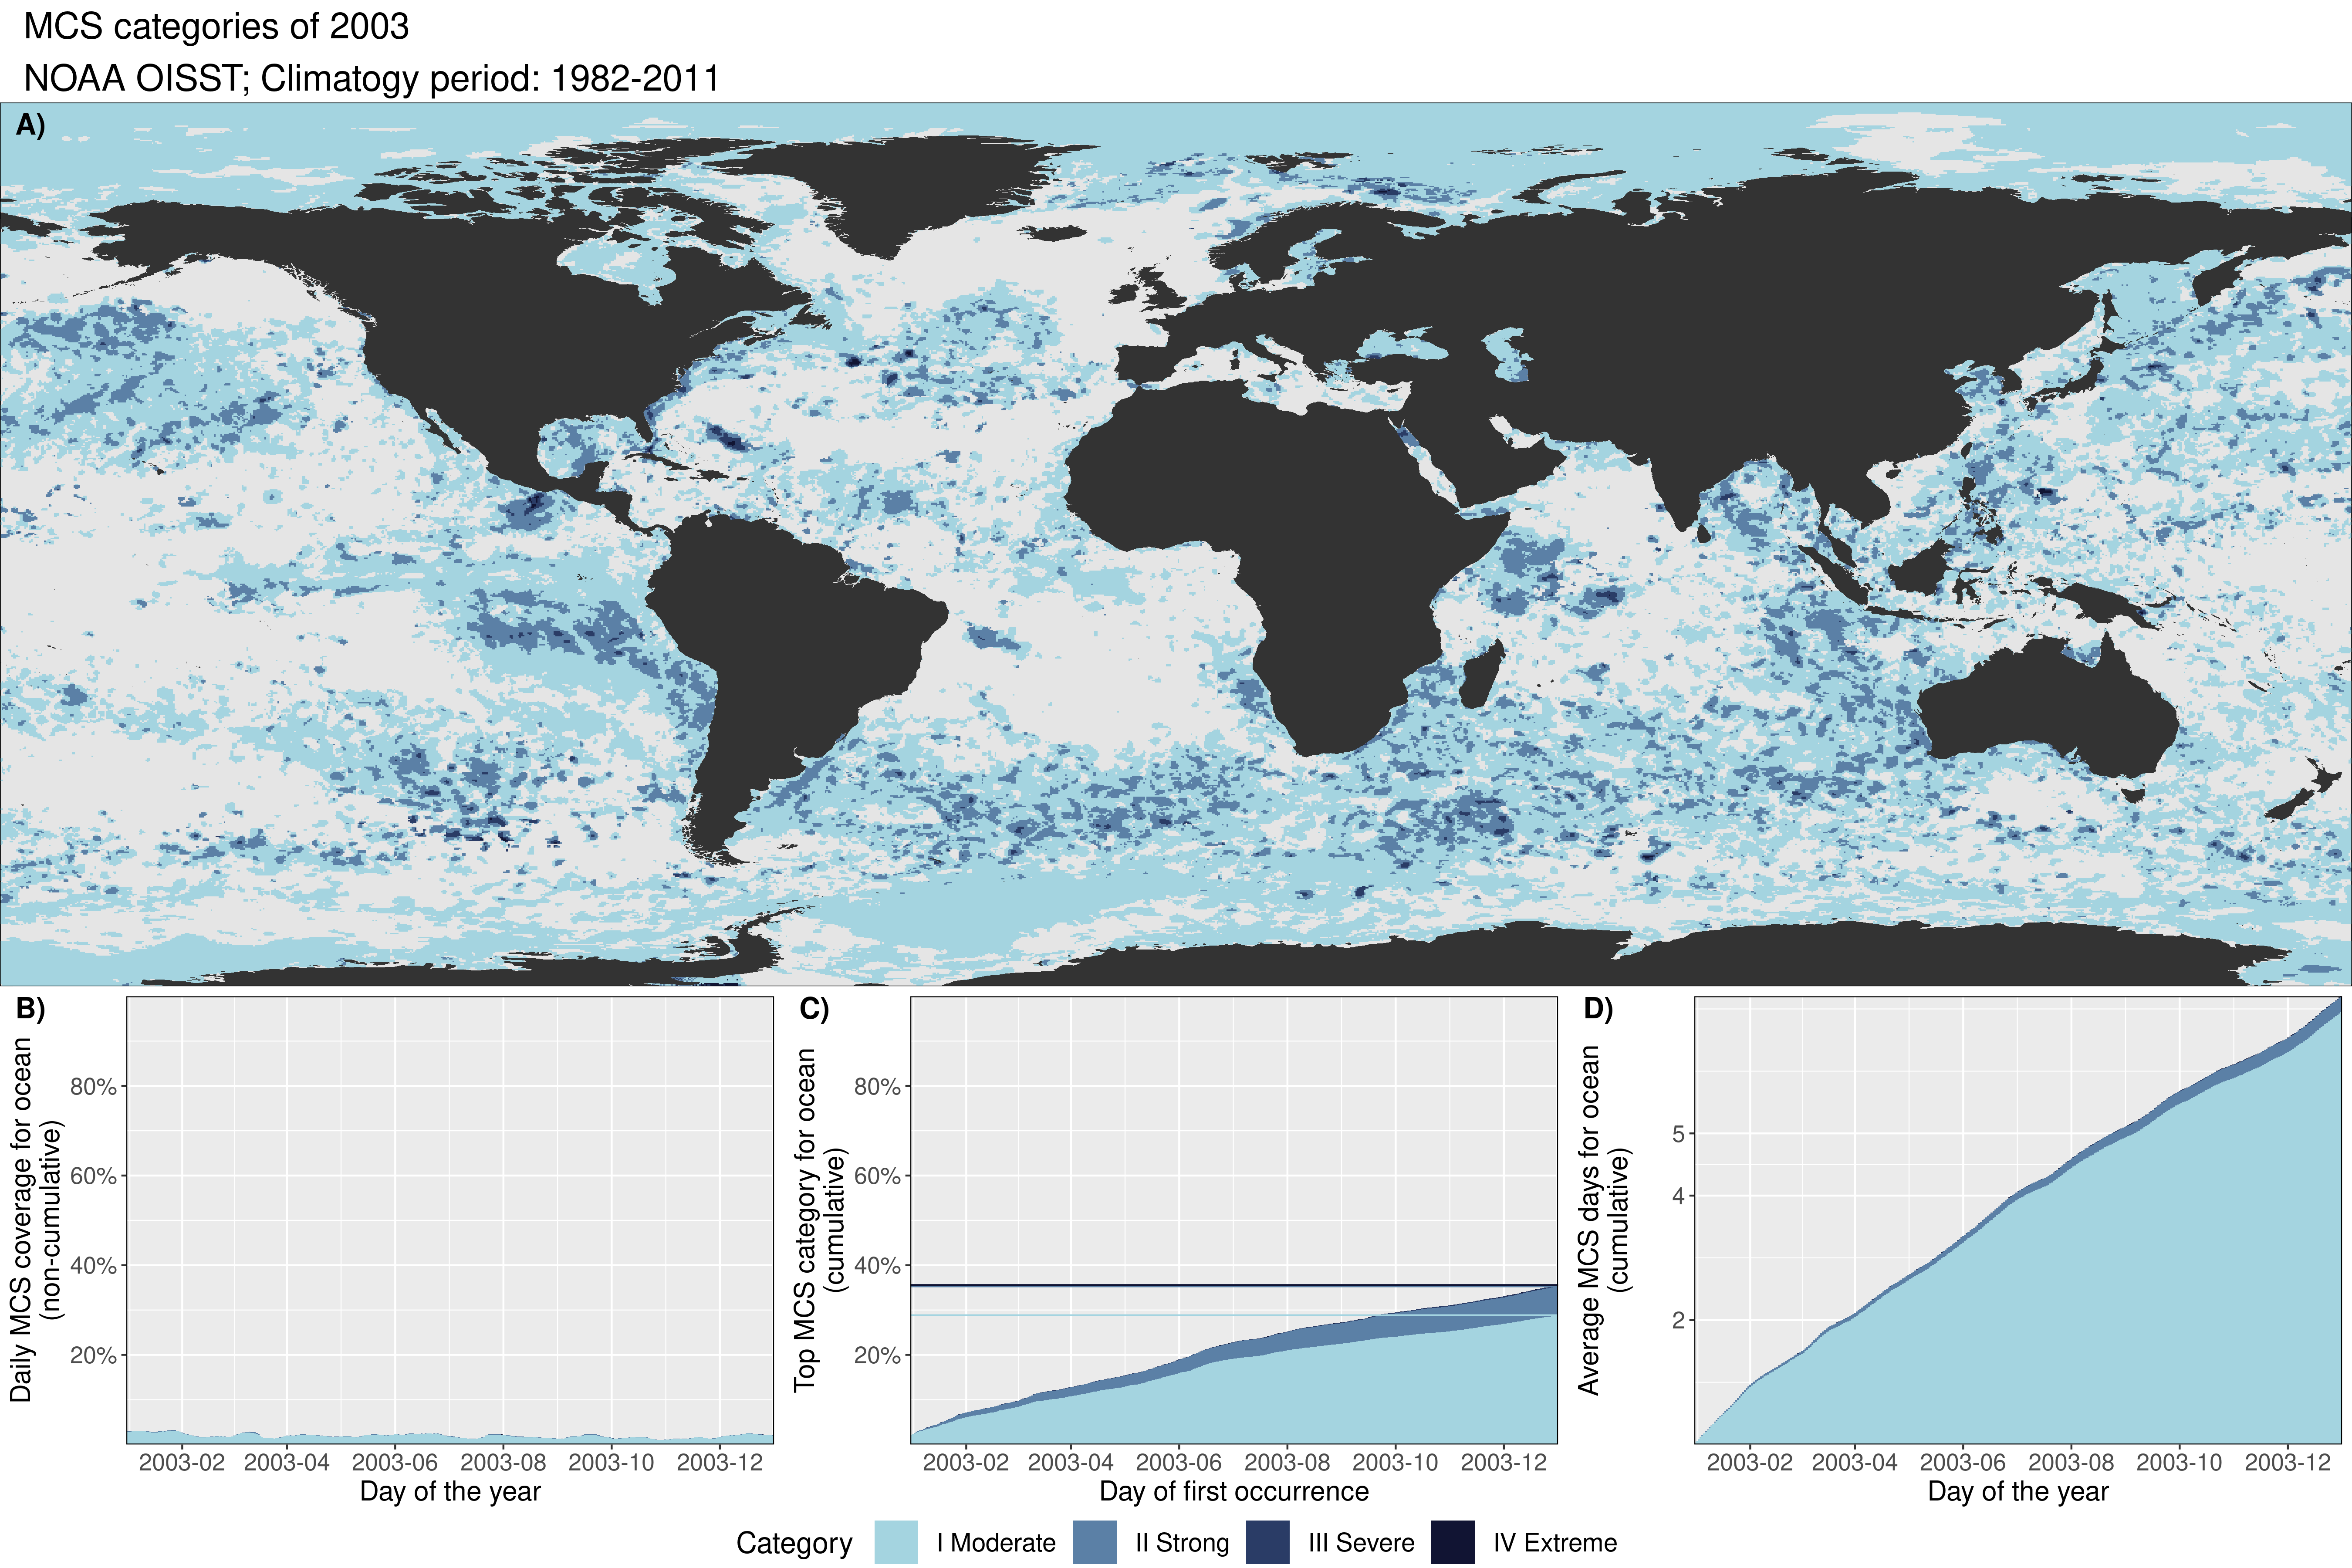 MCS categories of 2003
NOAA OISST; Climatogy period: 1982-2011
A)
B)
Daily MCS coverage for ocean
(non-cumulative)
80%
60%
40%
20%
2003-02 2003-04 2003-06 2003-08 2003-10 2003-12
Day of the year
C)
Top MCS category for ocean
(cumulative)
80%
60%
40%
20%
2003-02 2003-04 2003-06 2003-08 2003-10 2003-12
Day of first occurrence
D)
Average MCS days for ocean
(cumulative)
5
4
2
2003-02 2003-04 2003-06 2003-08 2003-10 2003-12
Day of the year
Category I Moderate II Strong III Severe IV Extreme